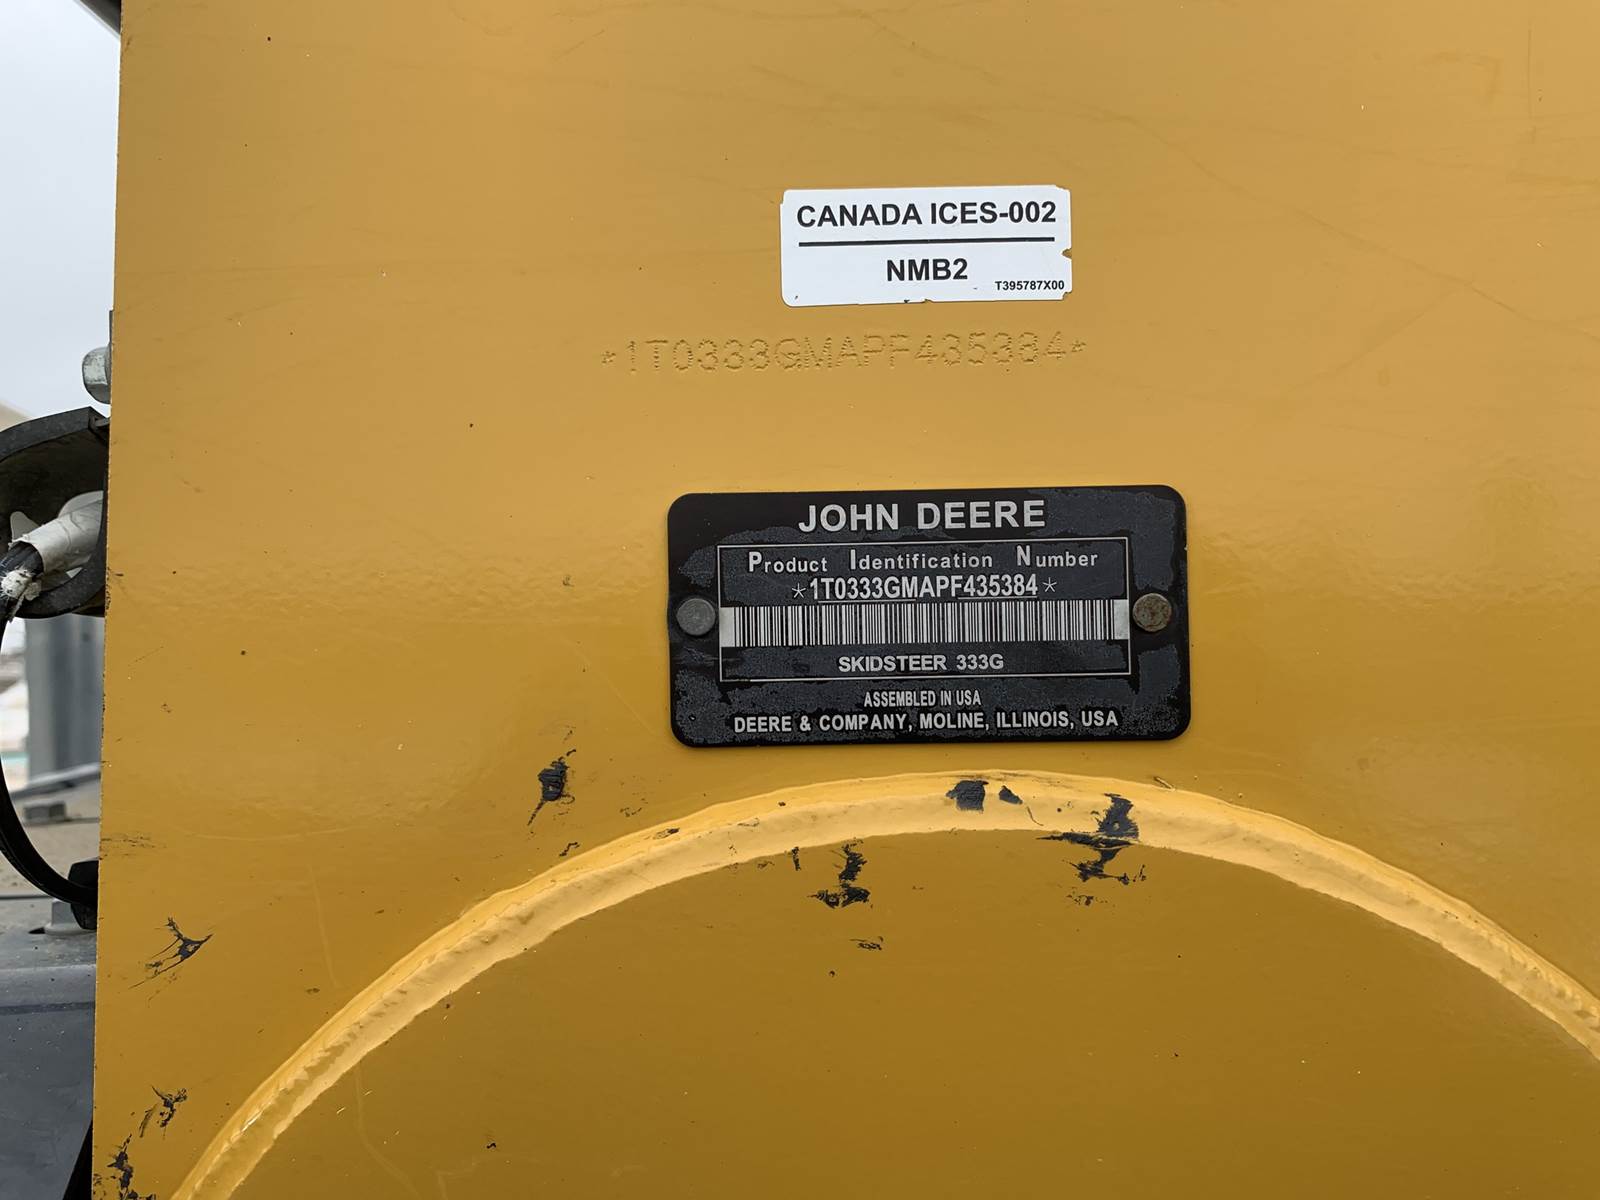 CANADA ICES-002
NMB2
T395787X00
*1T0333GMAPF435384*
JOHN DEERE
Product Identification Number
*1T0333GMAPF435384*
SKIDSTEER 333G
ASSEMBLED IN USA
DEERE & COMPANY, MOLINE, ILLINOIS, USA